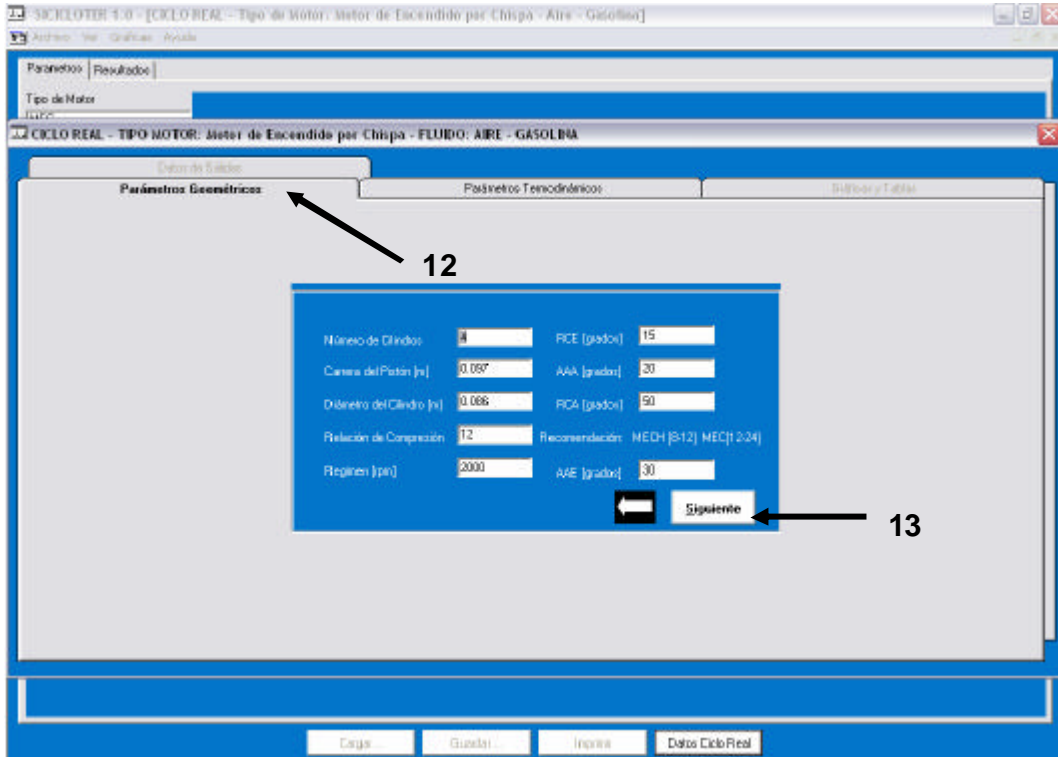 SICICLOTER 1.0 - [CICLO REAL - Tipo de Motor: Motor de Encendido por Chispa - Aire - Gasolina]
Archivo Ver Gráficas Ayuda
Parametros Resultados
Tipo de Motor
CICLO REAL - TIPO MOTOR: Motor de Encendido por Chispa - FLUIDO: AIRE - GASOLINA
Datos de Salidas
Parámetros Geométricos Parámetros Termodinámicos Gráficos y Tablas
12
Número de Cilindros 4 RCE [grados] 15
Carrera del Pistón [m] 0.097 AAA [grados] 20
Diámetro del Cilindro [m] 0.086 RCA [grados] 50
Relación de Compresión 12 Recomendación: MECH [8-12] MEC[12-24]
Regimen [rpm] 2000 AAE [grados] 30
Siguiente
13
Cargar... Guardar... Imprimir Datos Ciclo Real